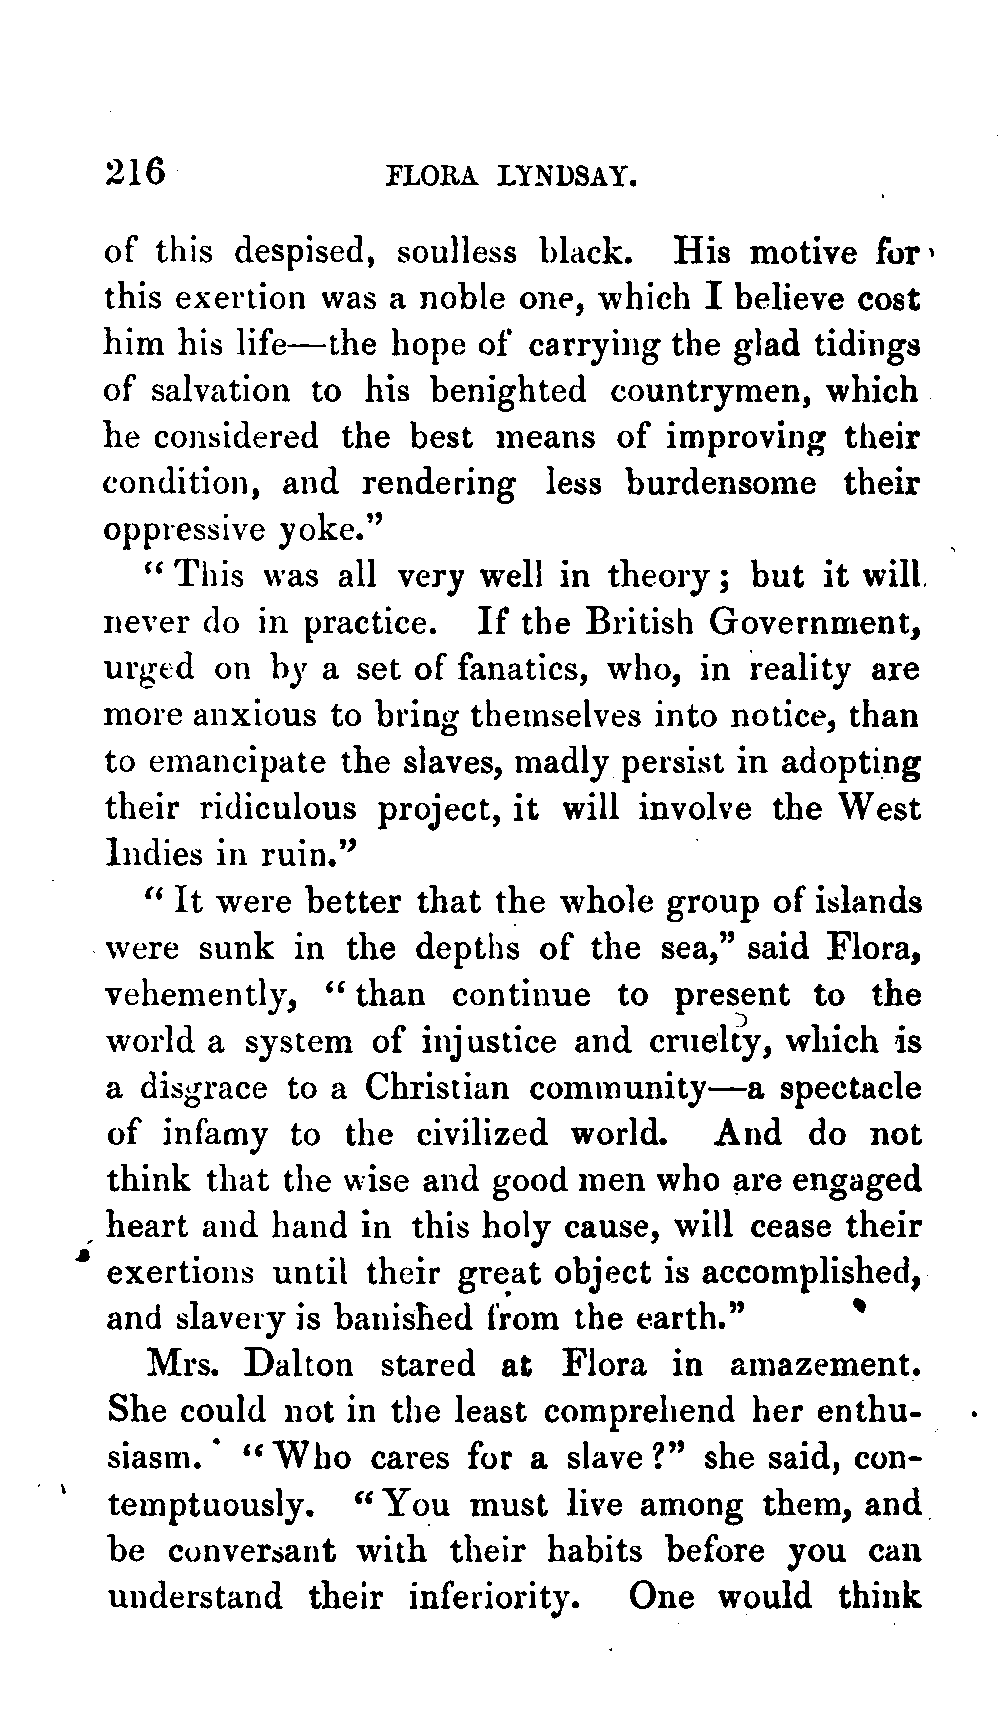 216 FLORA LYNDSAY.
of this despised, soulless black. His motive for
this exertion was a noble one, which I believe cost
him his life—the hope of carrying the glad tidings
of salvation to his benighted countrymen, which
he considered the best means of improving their
condition, and rendering less burdensome their
oppressive yoke.”
“ This was all very well in theory ; but it will
never do in practice. If the British Government,
urged on by a set of fanatics, who, in reality are
more anxious to bring themselves into notice, than
to emancipate the slaves, madly persist in adopting
their ridiculous project, it will involve the West
Indies in ruin.”
“ It were better that the whole group of islands
were sunk in the depths of the sea,” said Flora,
vehemently, “ than continue to present to the
world a system of injustice and cruelty, which is
a disgrace to a Christian community—a spectacle
of infamy to the civilized world. And do not
think that the wise and good men who are engaged
heart and hand in this holy cause, will cease their
exertions until their great object is accomplished,
and slavery is banished from the earth.”
Mrs. Dalton stared at Flora in amazement.
She could not in the least comprehend her enthu-
siasm. “ Who cares for a slave ?” she said, con-
temptuously. “ You must live among them, and
be conversant with their habits before you can
understand their inferiority. One would think